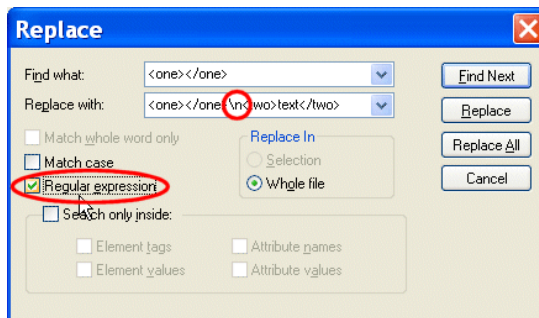 Replace
Find what: <one></one> Find Next
Replace with: <one></one>\n<two>text</two> Replace
Match whole word only Replace In Replace All
Match case Selection
Regular expression Whole file Cancel
Search only inside:
Element tags Attribute names
Element values Attribute values